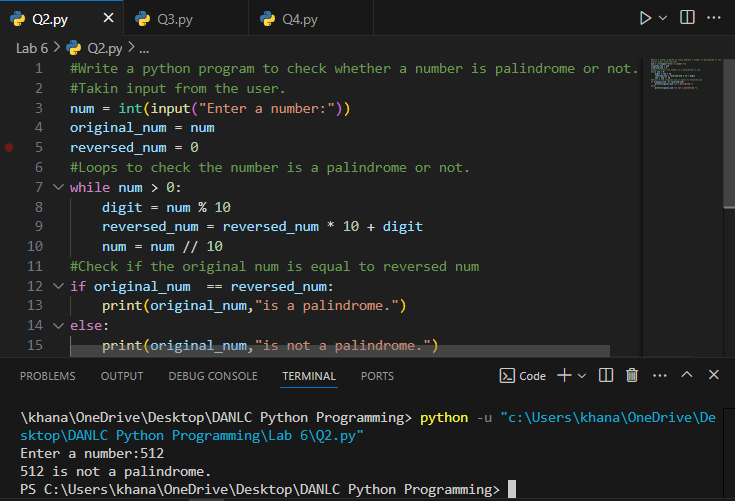 Q2.py Q3.py Q4.py
Lab 6 > Q2.py > ...
1 #Write a python program to check whether a number is palindrome or not.
2 #Takin input from the user.
3 num = int(input("Enter a number:"))
4 original_num = num
5 reversed_num = 0
6 #Loops to check the number is a palindrome or not.
7 while num > 0:
8 digit = num % 10
9 reversed_num = reversed_num * 10 + digit
10 num = num // 10
11 #Check if the original num is equal to reversed num
12 if original_num  == reversed_num:
13 print(original_num,"is a palindrome.")
14 else:
15 print(original_num,"is not a palindrome.")
PROBLEMS OUTPUT DEBUG CONSOLE TERMINAL PORTS Code
\khana\OneDrive\Desktop\DANLC Python Programming> python -u "c:\Users\khana\OneDrive\De
sktop\DANLC Python Programming\Lab 6\Q2.py"
Enter a number:512
512 is not a palindrome.
PS C:\Users\khana\OneDrive\Desktop\DANLC Python Programming>